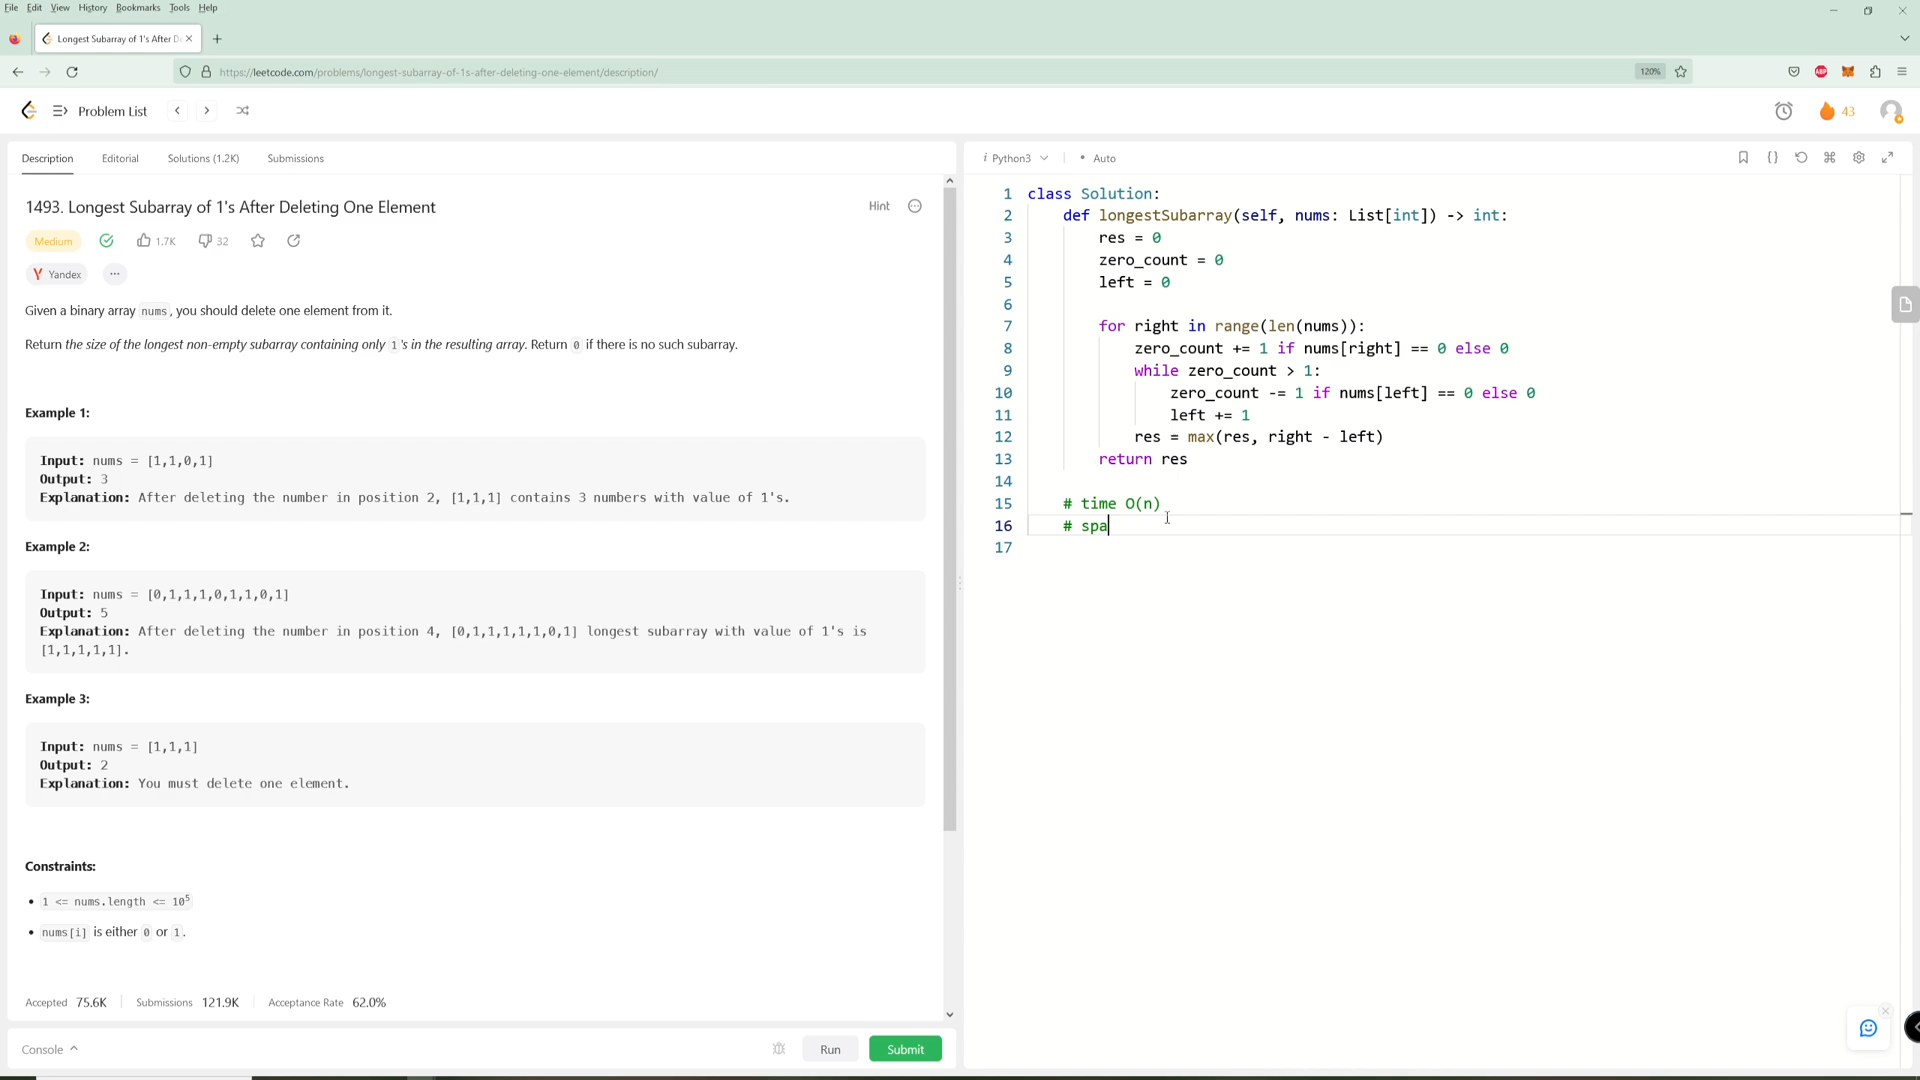 File Edit View History Bookmarks Tools Help
Longest Subarray of 1's After D
https://leetcode.com/problems/longest-subarray-of-1s-after-deleting-one-element/description/
120%
ABP
Problem List
43
Description Editorial Solutions (1.2K) Submissions
1493. Longest Subarray of 1's After Deleting One Element
Hint
Medium 1.7K 32
Yandex ...
Given a binary array nums, you should delete one element from it.
Return the size of the longest non-empty subarray containing only 1's in the resulting array. Return 0 if there is no such subarray.
Example 1:
Input: nums = [1,1,0,1]
Output: 3
Explanation: After deleting the number in position 2, [1,1,1] contains 3 numbers with value of 1's.
Example 2:
Input: nums = [0,1,1,1,0,1,1,0,1]
Output: 5
Explanation: After deleting the number in position 4, [0,1,1,1,1,1,0,1] longest subarray with value of 1's is
[1,1,1,1,1].
Example 3:
Input: nums = [1,1,1]
Output: 2
Explanation: You must delete one element.
Constraints:
• 1 <= nums.length <= 10⁵
• nums[i] is either 0 or 1.
Accepted 75.6K Submissions 121.9K Acceptance Rate 62.0%
Console Run Submit
i Python3 • Auto
1 class Solution:
2 def longestSubarray(self, nums: List[int]) -> int:
3 res = 0
4 zero_count = 0
5 left = 0
6
7 for right in range(len(nums)):
8 zero_count += 1 if nums[right] == 0 else 0
9 while zero_count > 1:
10 zero_count -= 1 if nums[left] == 0 else 0
11 left += 1
12 res = max(res, right - left)
13 return res
14
15 # time O(n)
16 # spa
17